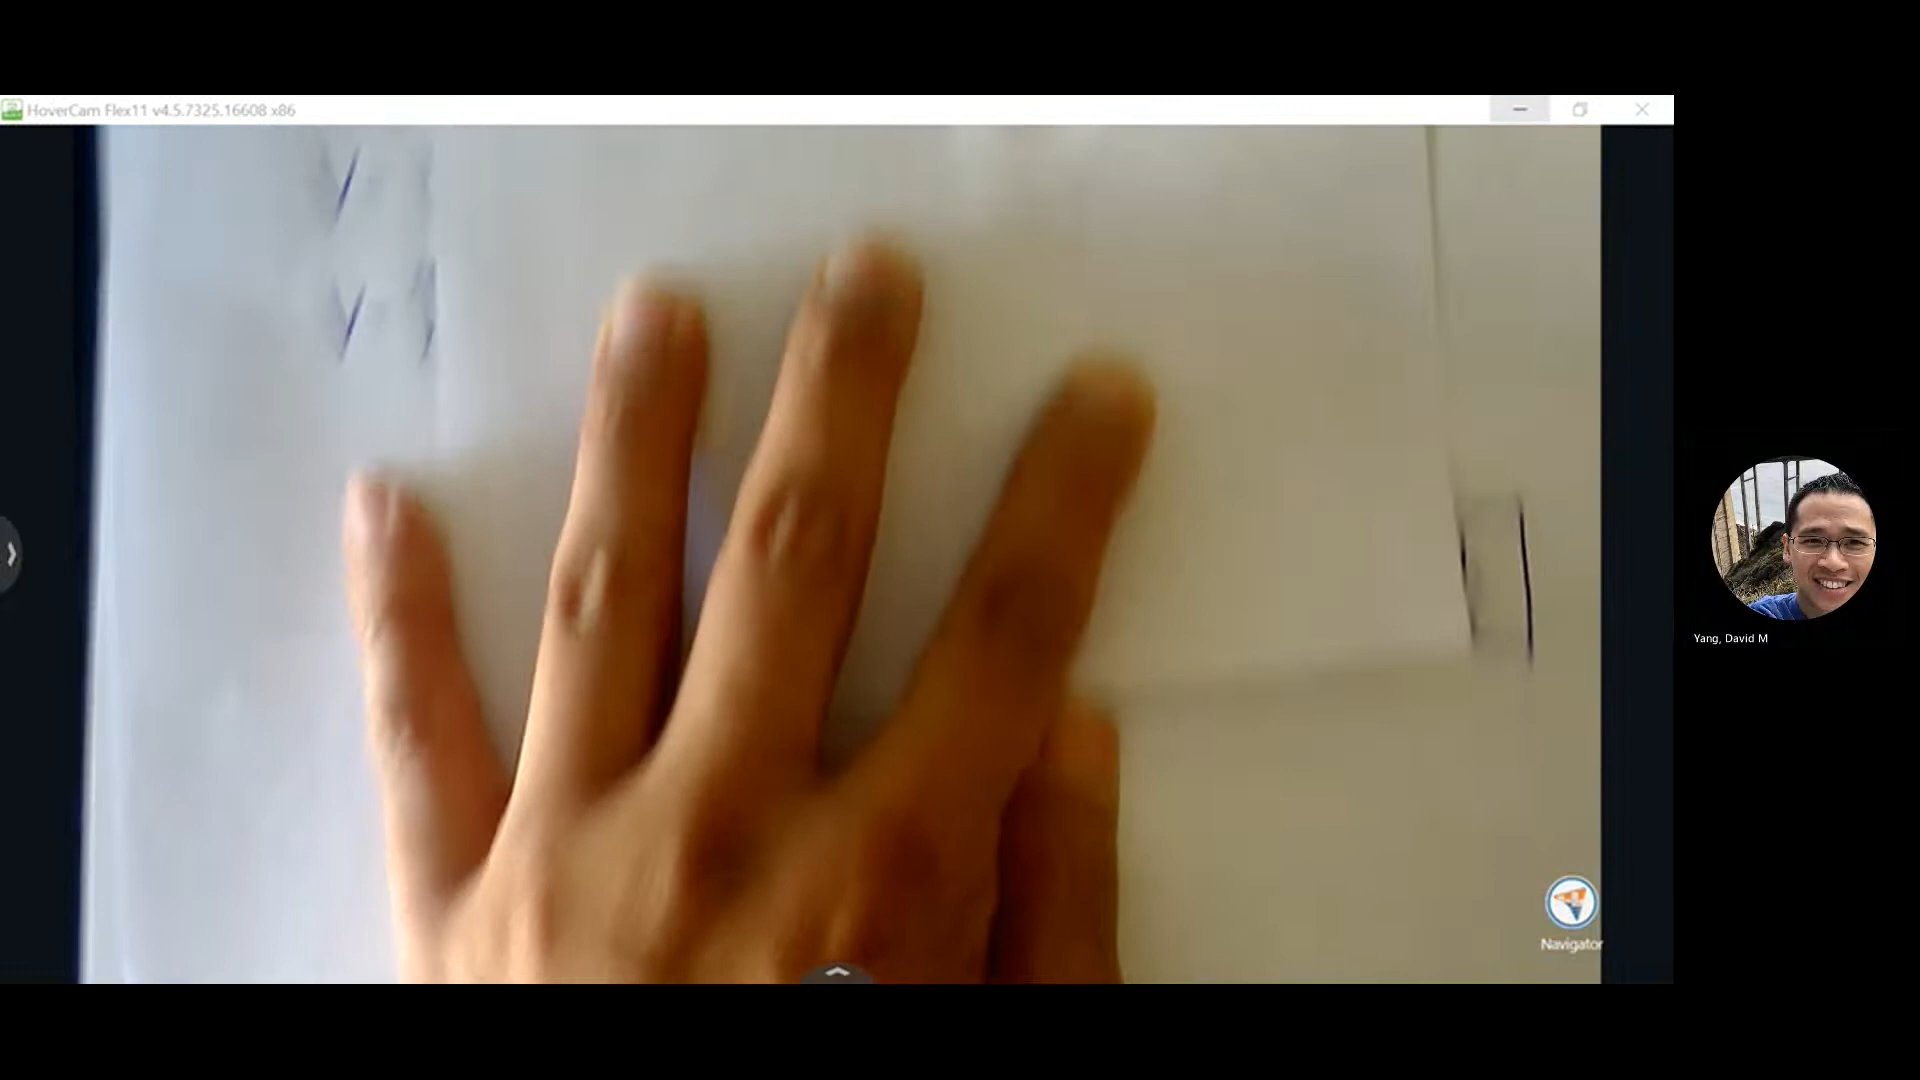 HoverCam Flex11 v4.5.7325.16608 x86
Yang, David M
Navigator